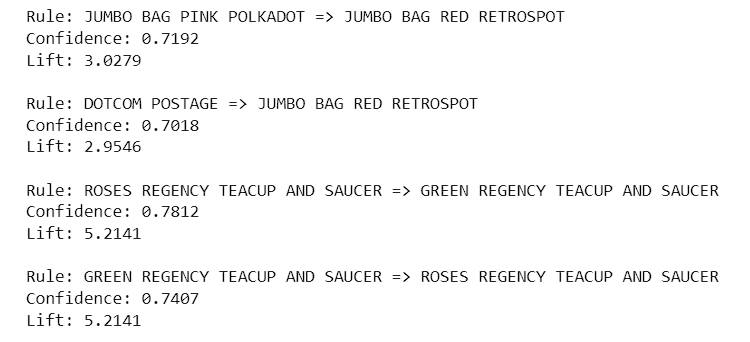 Rule: JUMBO BAG PINK POLKADOT => JUMBO BAG RED RETROSPOT
Confidence: 0.7192
Lift: 3.0279
Rule: DOTCOM POSTAGE => JUMBO BAG RED RETROSPOT
Confidence: 0.7018
Lift: 2.9546
Rule: ROSES REGENCY TEACUP AND SAUCER => GREEN REGENCY TEACUP AND SAUCER
Confidence: 0.7812
Lift: 5.2141
Rule: GREEN REGENCY TEACUP AND SAUCER => ROSES REGENCY TEACUP AND SAUCER
Confidence: 0.7407
Lift: 5.2141